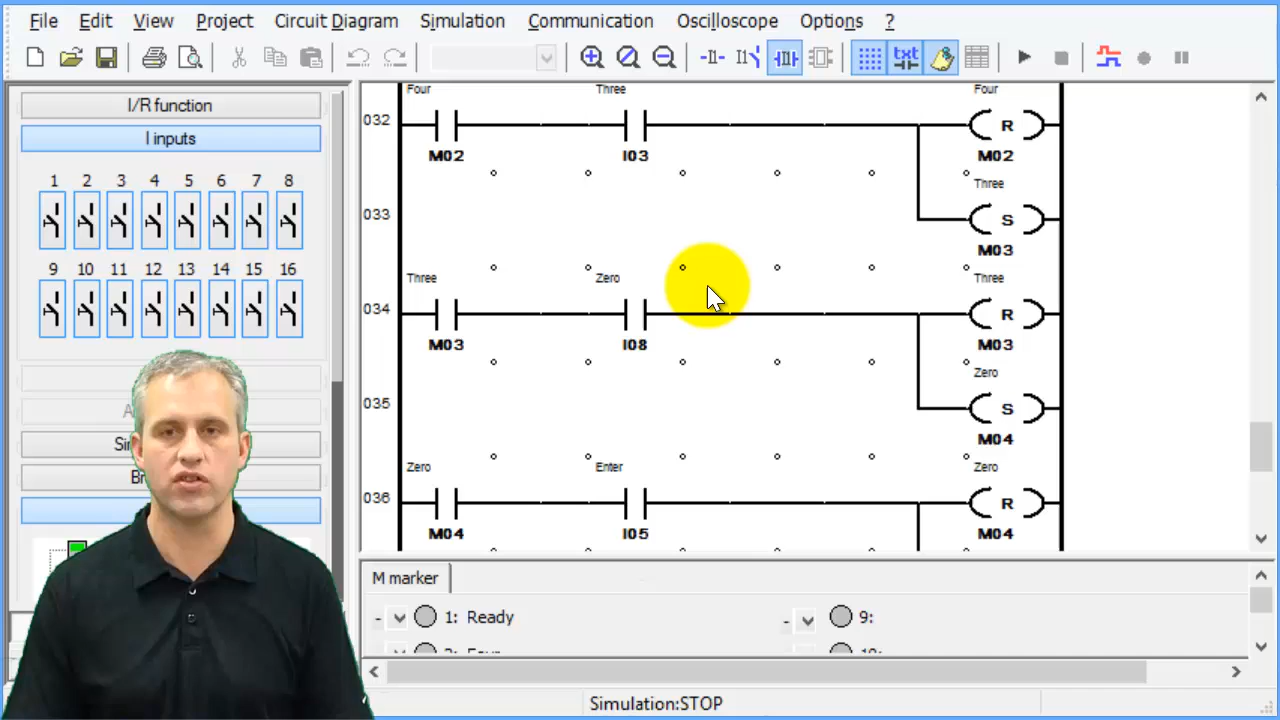 File Edit View Project Circuit Diagram Simulation Communication Oscilloscope Options ?
txt
I/R function
I inputs
1 2 3 4 5 6 7 8
9 10 11 12 13 14 15 16
Four Three Four
032 R
M02 I03 M02
Three
033 S
M03
Three Zero Three
034 R
M03 I08 M03
Zero
035 S
M04
Zero Enter Zero
036 R
M04 I05 M04
M marker
- 1: Ready - 9:
Simulation:STOP